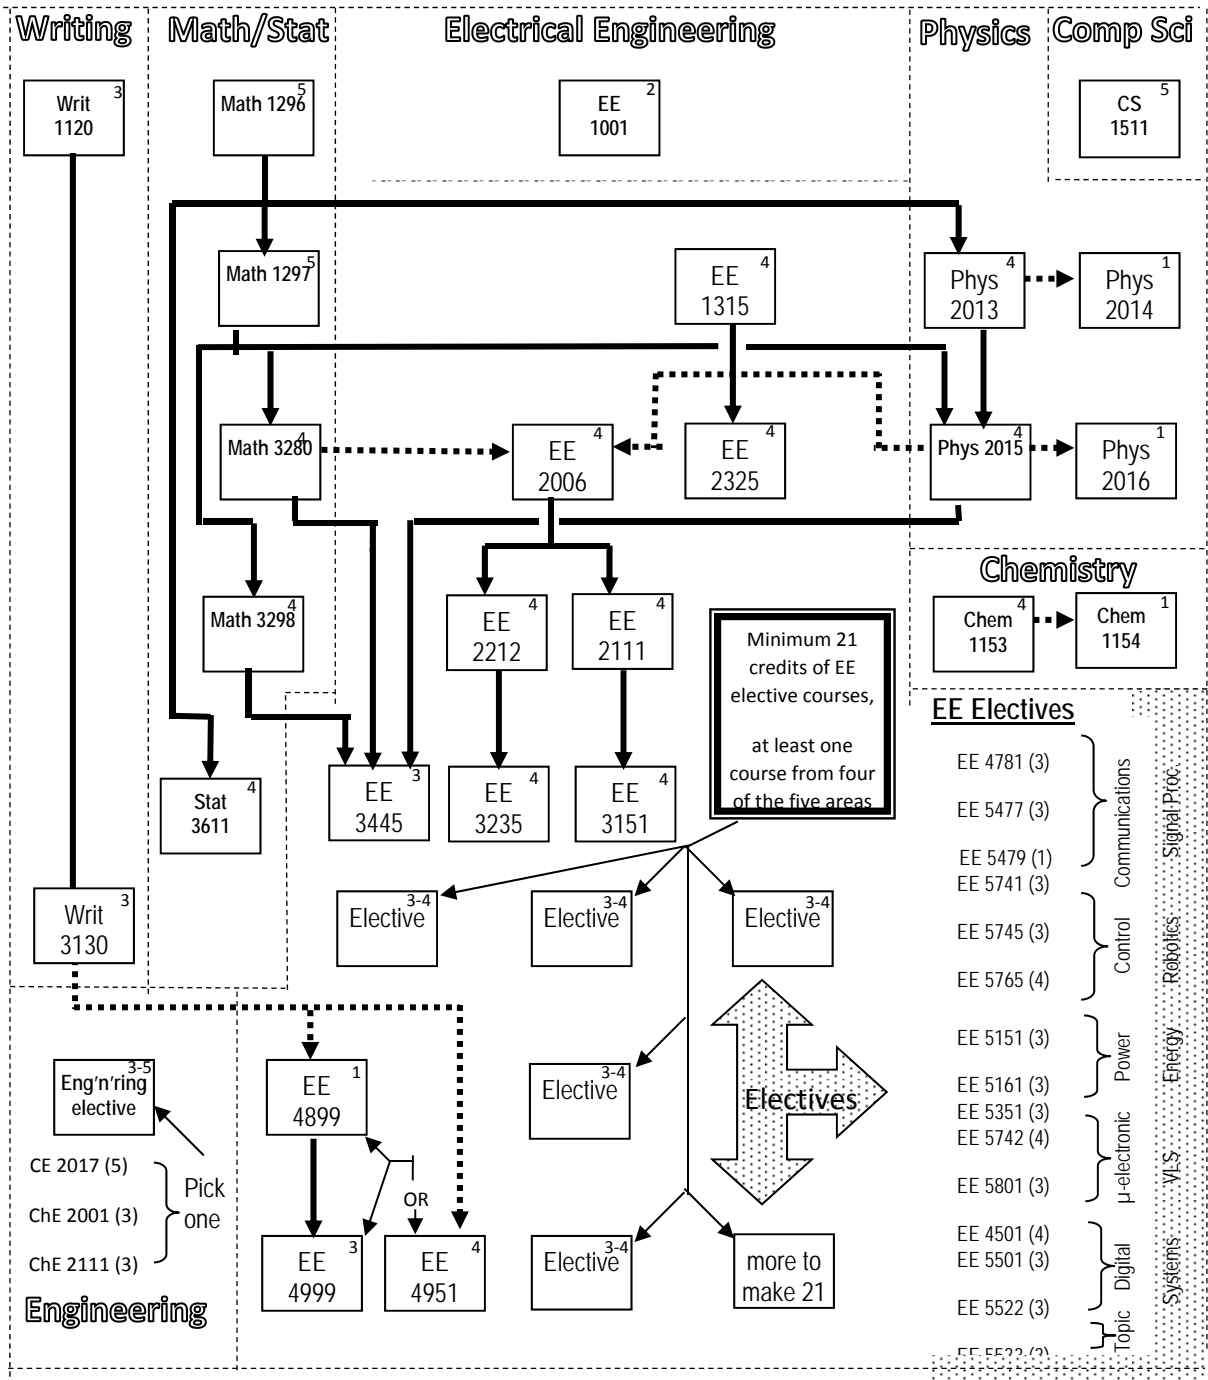 Writing
Math/Stat
Electrical Engineering
Physics
Comp Sci
3
Writ
1120
5
Math 1296
2
EE
1001
5
CS
1511
5
Math 1297
4
EE
1315
4
Phys
2013
1
Phys
2014
4
Math 3280
4
EE
2006
4
EE
2325
4
Phys 2015
1
Phys
2016
Chemistry
4
Math 3298
4
EE
2212
4
EE
2111
4
Chem
1153
1
Chem
1154
Minimum 21
credits of EE
elective courses,
at least one
course from four
of the five areas
4
Stat
3611
3
EE
3445
4
EE
3235
4
EE
3151
3
Writ
3130
3-4
Elective
3-4
Elective
3-4
Elective
3-4
Elective
Electives
3-4
Elective
more to
make 21
3-5
Eng'n'ring
elective
CE 2017 (5)
ChE 2001 (3)
ChE 2111 (3)
Pick
one
Engineering
1
EE
4899
OR
3
EE
4999
4
EE
4951
EE Electives
EE 4781 (3)
EE 5477 (3)
EE 5479 (1)
EE 5741 (3)
EE 5745 (3)
EE 5765 (4)
EE 5151 (3)
EE 5161 (3)
EE 5351 (3)
EE 5742 (4)
EE 5801 (3)
EE 4501 (4)
EE 5501 (3)
EE 5522 (3)
Communications
Signal Proc.
Control
Robotics
Power
Energy
µ-electronic
VLS
Digital
Systems
Topic